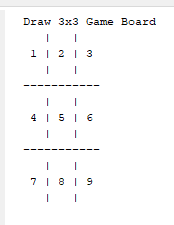 Draw 3x3 Game Board
   |   |
 1 | 2 | 3
   |   |
-----------
   |   |
 4 | 5 | 6
   |   |
-----------
   |   |
 7 | 8 | 9
   |   |